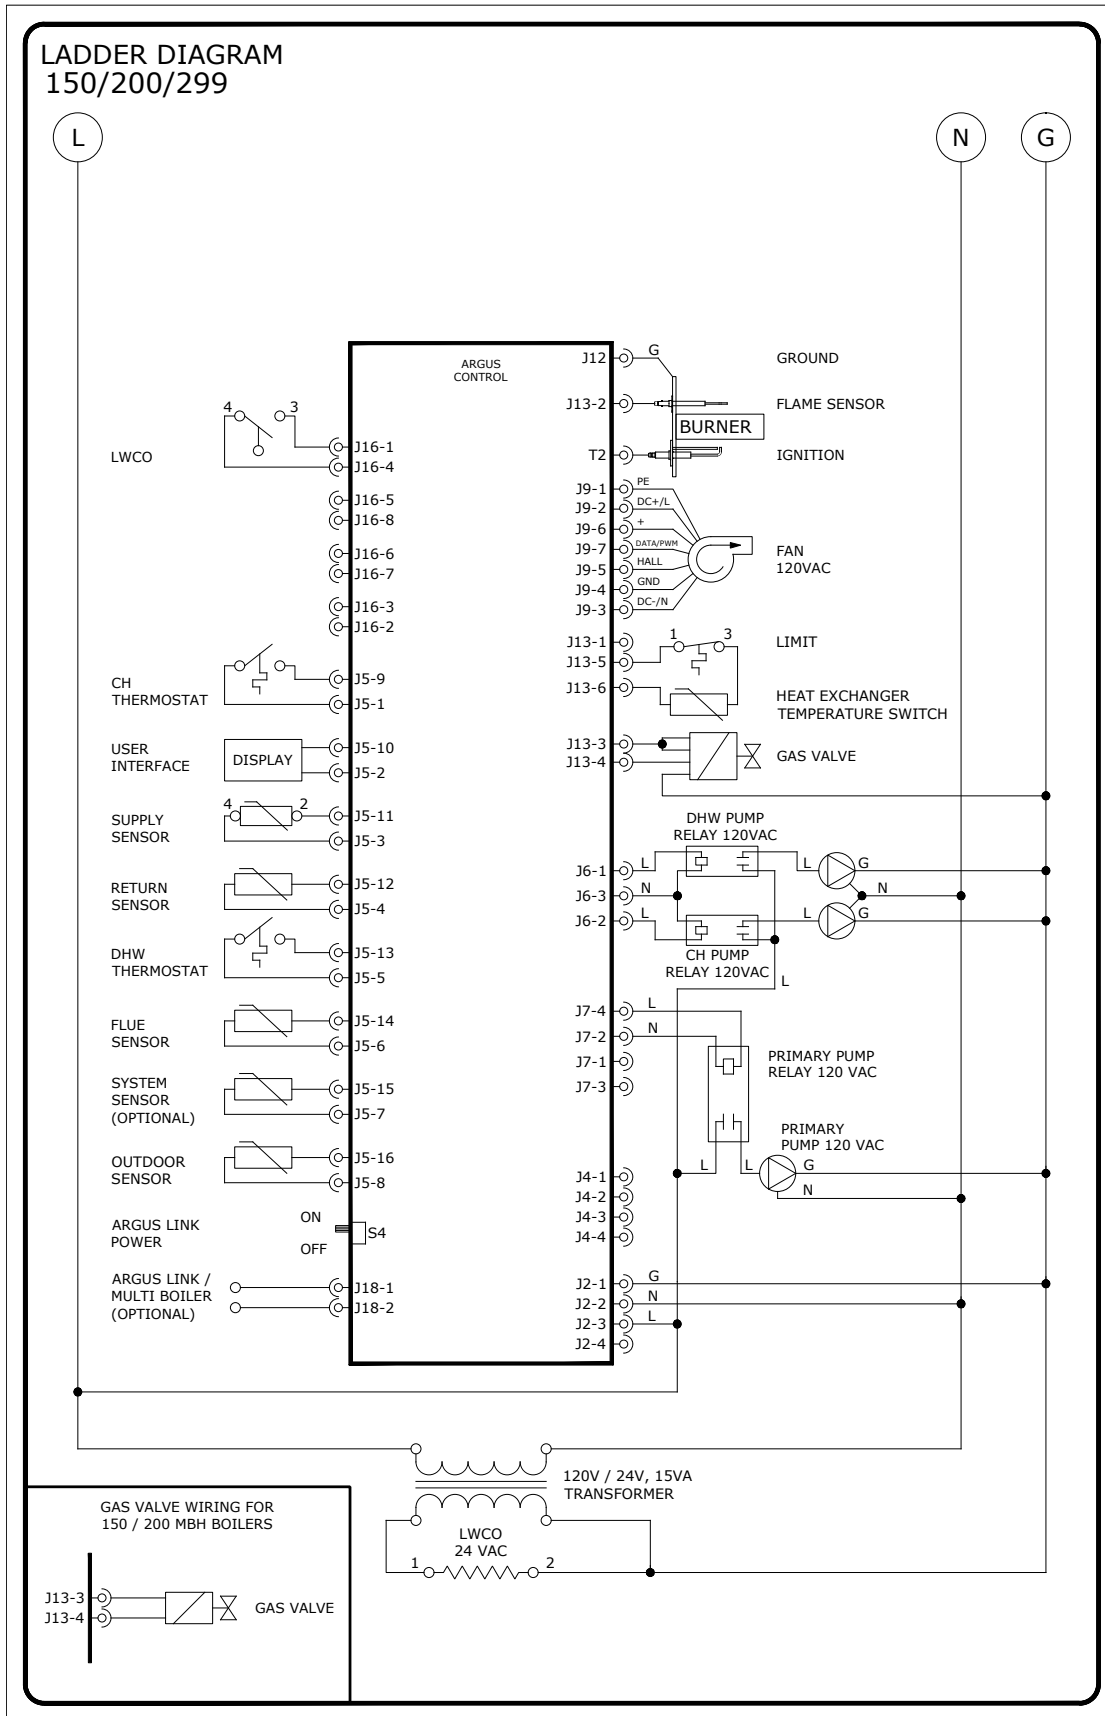 LADDER DIAGRAM
150/200/299
L
N
G
ARGUS
CONTROL
LWCO
4
3
J16-1
J16-4
J16-5
J16-8
J16-6
J16-7
J16-3
J16-2
CH
THERMOSTAT
J5-9
J5-1
USER
INTERFACE
DISPLAY
J5-10
J5-2
SUPPLY
SENSOR
4
2
J5-11
J5-3
RETURN
SENSOR
J5-12
J5-4
DHW
THERMOSTAT
J5-13
J5-5
FLUE
SENSOR
J5-14
J5-6
SYSTEM
SENSOR
(OPTIONAL)
J5-15
J5-7
OUTDOOR
SENSOR
J5-16
J5-8
ARGUS LINK
POWER
ON
OFF
S4
ARGUS LINK /
MULTI BOILER
(OPTIONAL)
J18-1
J18-2
J12
G
GROUND
J13-2
FLAME SENSOR
BURNER
T2
IGNITION
J9-1
PE
J9-2
DC+/L
J9-6
+
J9-7
DATA/PWM
J9-5
HALL
J9-4
GND
J9-3
DC-/N
FAN
120VAC
J13-1
J13-5
J13-6
1
3
LIMIT
HEAT EXCHANGER
TEMPERATURE SWITCH
J13-3
J13-4
GAS VALVE
DHW PUMP
RELAY 120VAC
J6-1
L
L
G
J6-3
N
N
J6-2
L
L
G
CH PUMP
RELAY 120VAC
L
J7-4
L
J7-2
N
J7-1
J7-3
PRIMARY PUMP
RELAY 120 VAC
PRIMARY
PUMP 120 VAC
L
L
G
N
J4-1
J4-2
J4-3
J4-4
J2-1
G
J2-2
N
J2-3
L
J2-4
120V / 24V, 15VA
TRANSFORMER
LWCO
24 VAC
1
2
GAS VALVE WIRING FOR
150 / 200 MBH BOILERS
J13-3
J13-4
GAS VALVE